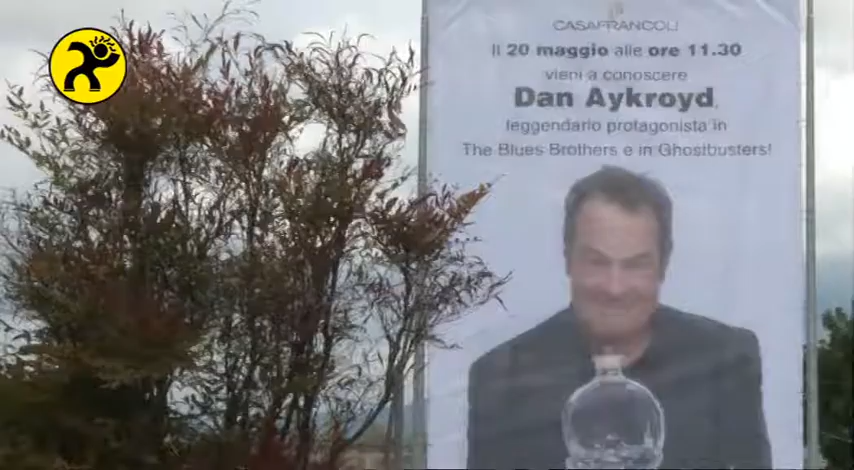 CASAFRANCOLI
Il 20 maggio alle ore 11.30
vieni a conoscere
Dan Aykroyd,
leggendario protagonista in
The Blues Brothers e in Ghostbusters!